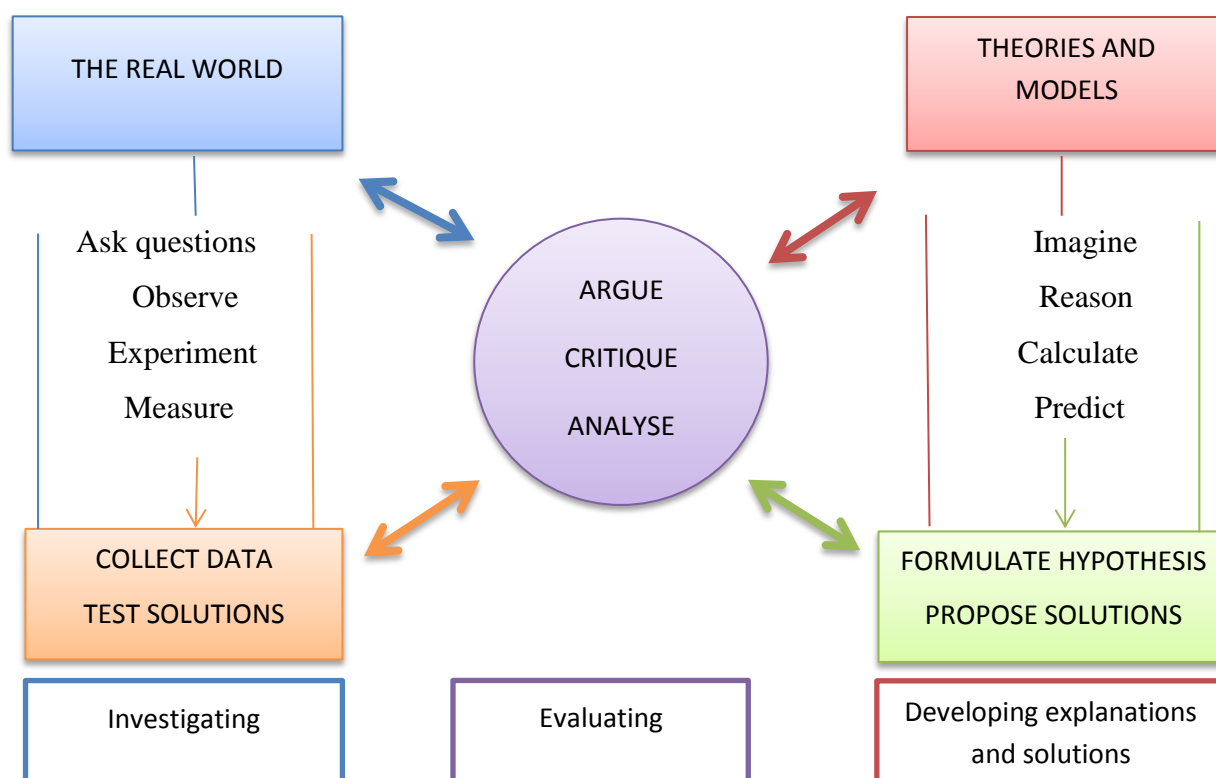 THE REAL WORLD
Ask questions
Observe
Experiment
Measure
COLLECT DATA
TEST SOLUTIONS
Investigating
ARGUE
CRITIQUE
ANALYSE
Evaluating
THEORIES AND
MODELS
Imagine
Reason
Calculate
Predict
FORMULATE HYPOTHESIS
PROPOSE SOLUTIONS
Developing explanations
and solutions